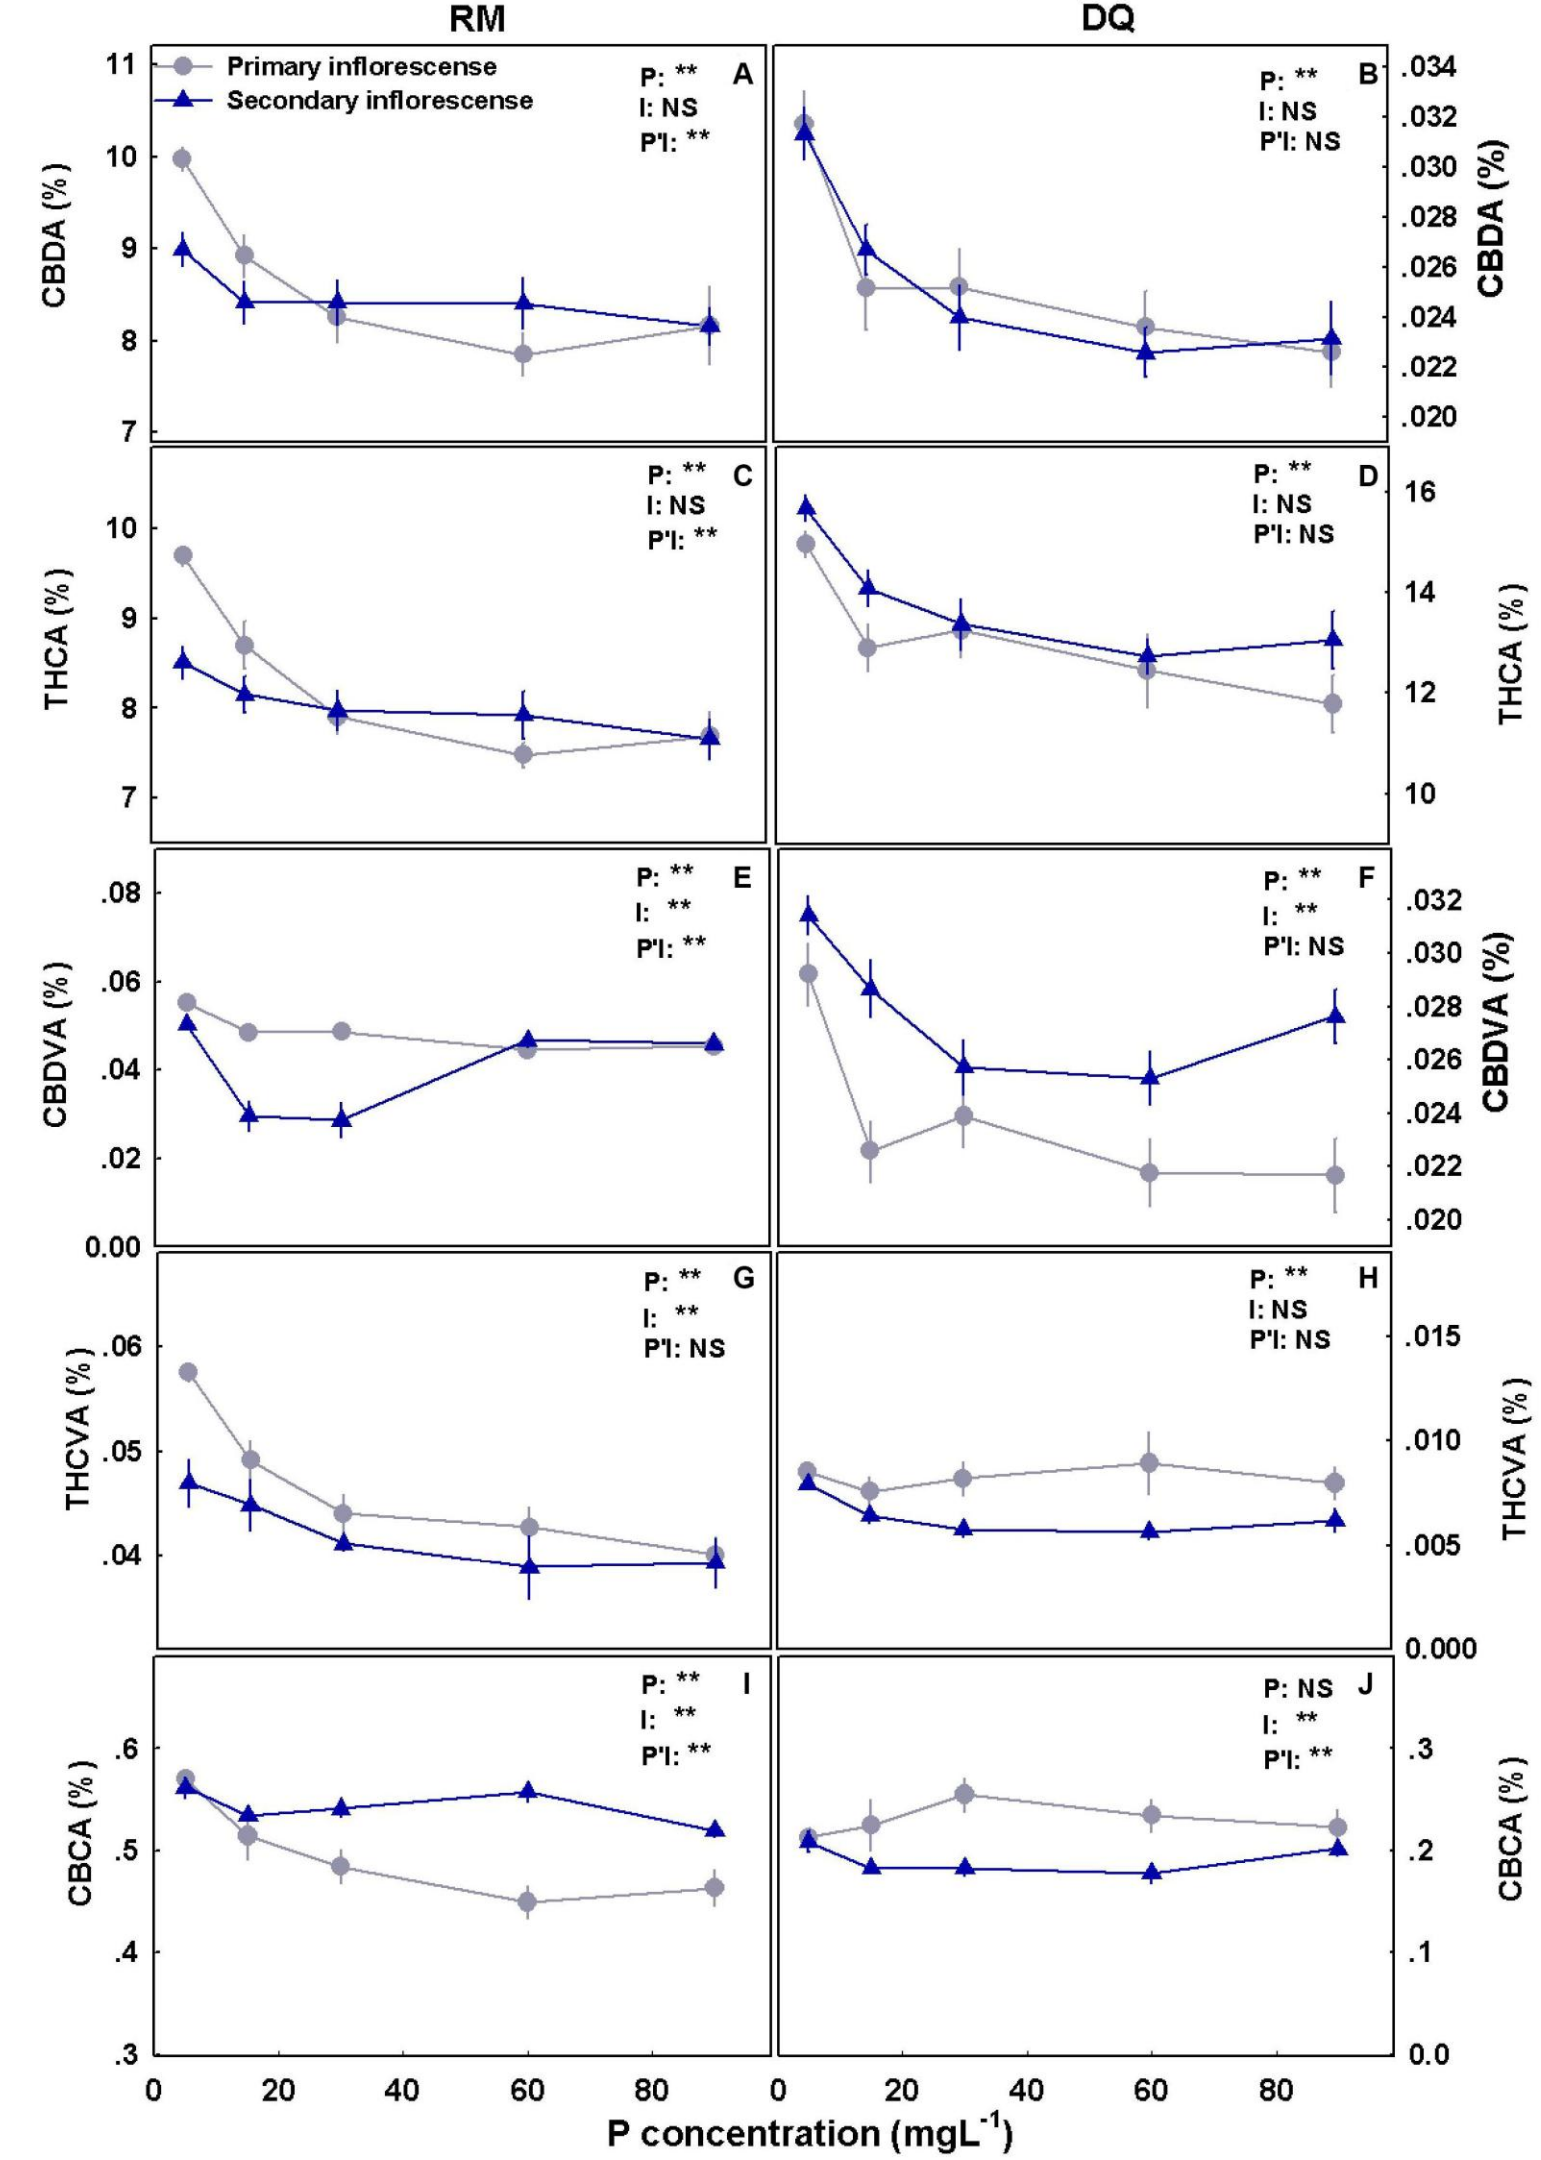 RM DQ
Primary inflorescense
Secondary inflorescense
P: **
I: NS
P'I: **
A
11
10
9
8
7
CBDA (%)
P: **
I: NS
P'I: NS
B
.034
.032
.030
.028
.026
.024
.022
.020
CBDA (%)
P: **
I: NS
P'I: **
C
10
9
8
7
THCA (%)
P: **
I: NS
P'I: NS
D
16
14
12
10
THCA (%)
P: **
I: **
P'I: **
E
.08
.06
.04
.02
0.00
CBDVA (%)
P: **
I: **
P'I: NS
F
.032
.030
.028
.026
.024
.022
.020
CBDVA (%)
P: **
I: **
P'I: NS
G
.06
.05
.04
THCVA (%)
P: **
I: NS
P'I: NS
H
.015
.010
.005
0.000
THCVA (%)
P: **
I: **
P'I: **
I
.6
.5
.4
.3
CBCA (%)
P: NS
I: **
P'I: **
J
.3
.2
.1
0.0
CBCA (%)
0 20 40 60 80 0 20 40 60 80
P concentration (mgL-1)